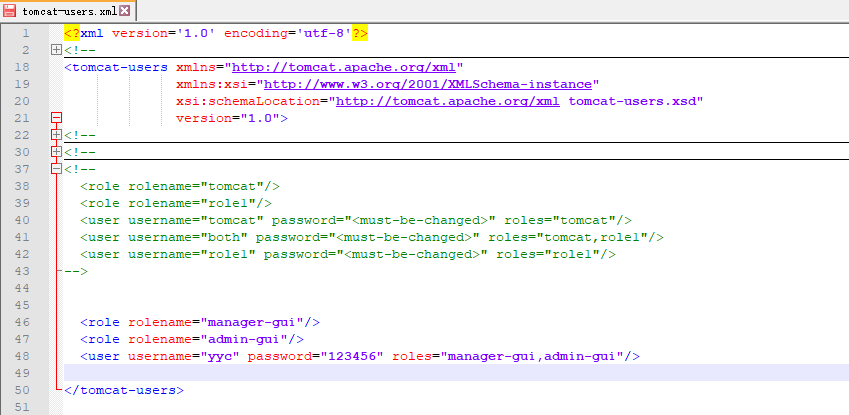 tomcat-users.xml
1 <?xml version='1.0' encoding='utf-8'?>
2 <!--
18 <tomcat-users xmlns="http://tomcat.apache.org/xml"
19 xmlns:xsi="http://www.w3.org/2001/XMLSchema-instance"
20 xsi:schemaLocation="http://tomcat.apache.org/xml tomcat-users.xsd"
21 version="1.0">
22 <!--
30 <!--
37 <!--
38 <role rolename="tomcat"/>
39 <role rolename="role1"/>
40 <user username="tomcat" password="<must-be-changed>" roles="tomcat"/>
41 <user username="both" password="<must-be-changed>" roles="tomcat,role1"/>
42 <user username="role1" password="<must-be-changed>" roles="role1"/>
43 -->
44
45
46 <role rolename="manager-gui"/>
47 <role rolename="admin-gui"/>
48 <user username="yyc" password="123456" roles="manager-gui,admin-gui"/>
49
50 </tomcat-users>
51